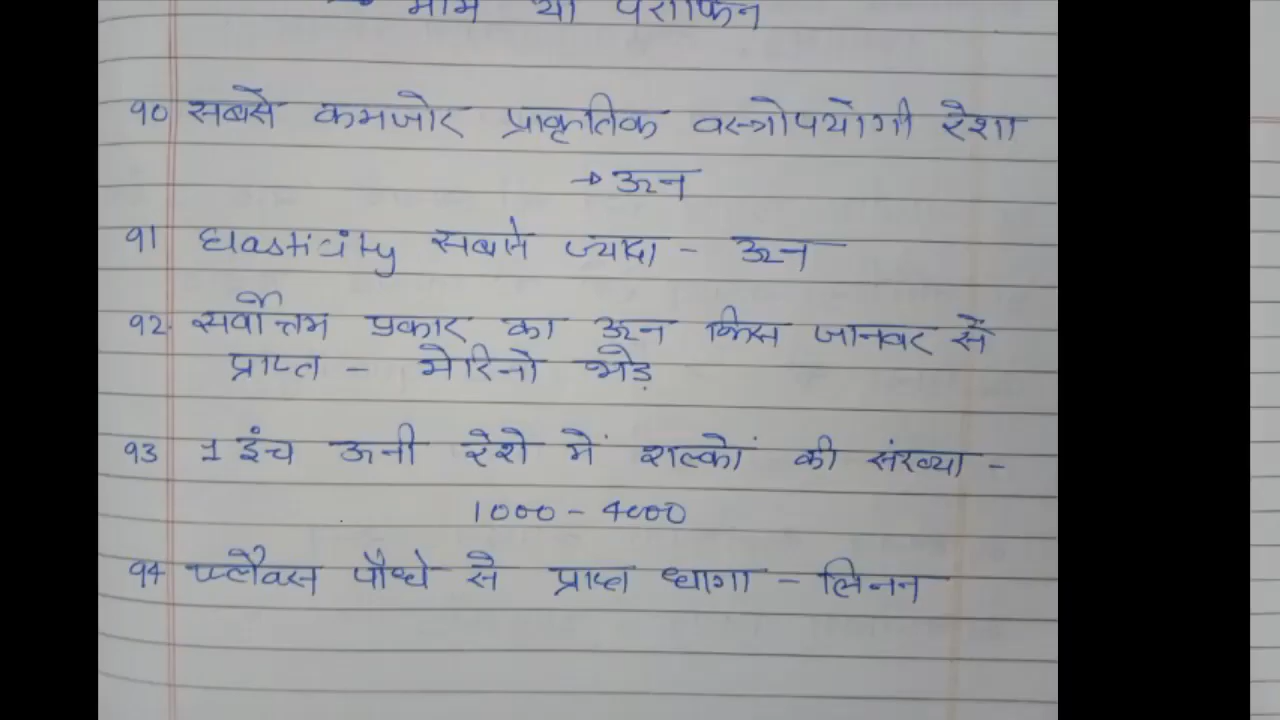 → मोम या पैराफिन
90 सबसे कमजोर प्राकृतिक वस्त्रोपयोगी रेशा
→ ऊन
91 Elasticity सबसे ज्यादा - ऊन
92. सर्वोत्तम प्रकार का ऊन किस जानवर से
प्राप्त - मेरिनो भेड़
93 1 इंच ऊनी रेशे में शल्कों की संख्या -
1000 - 4000
94 फ्लैक्स पौधे से प्राप्त धागा - लिनन